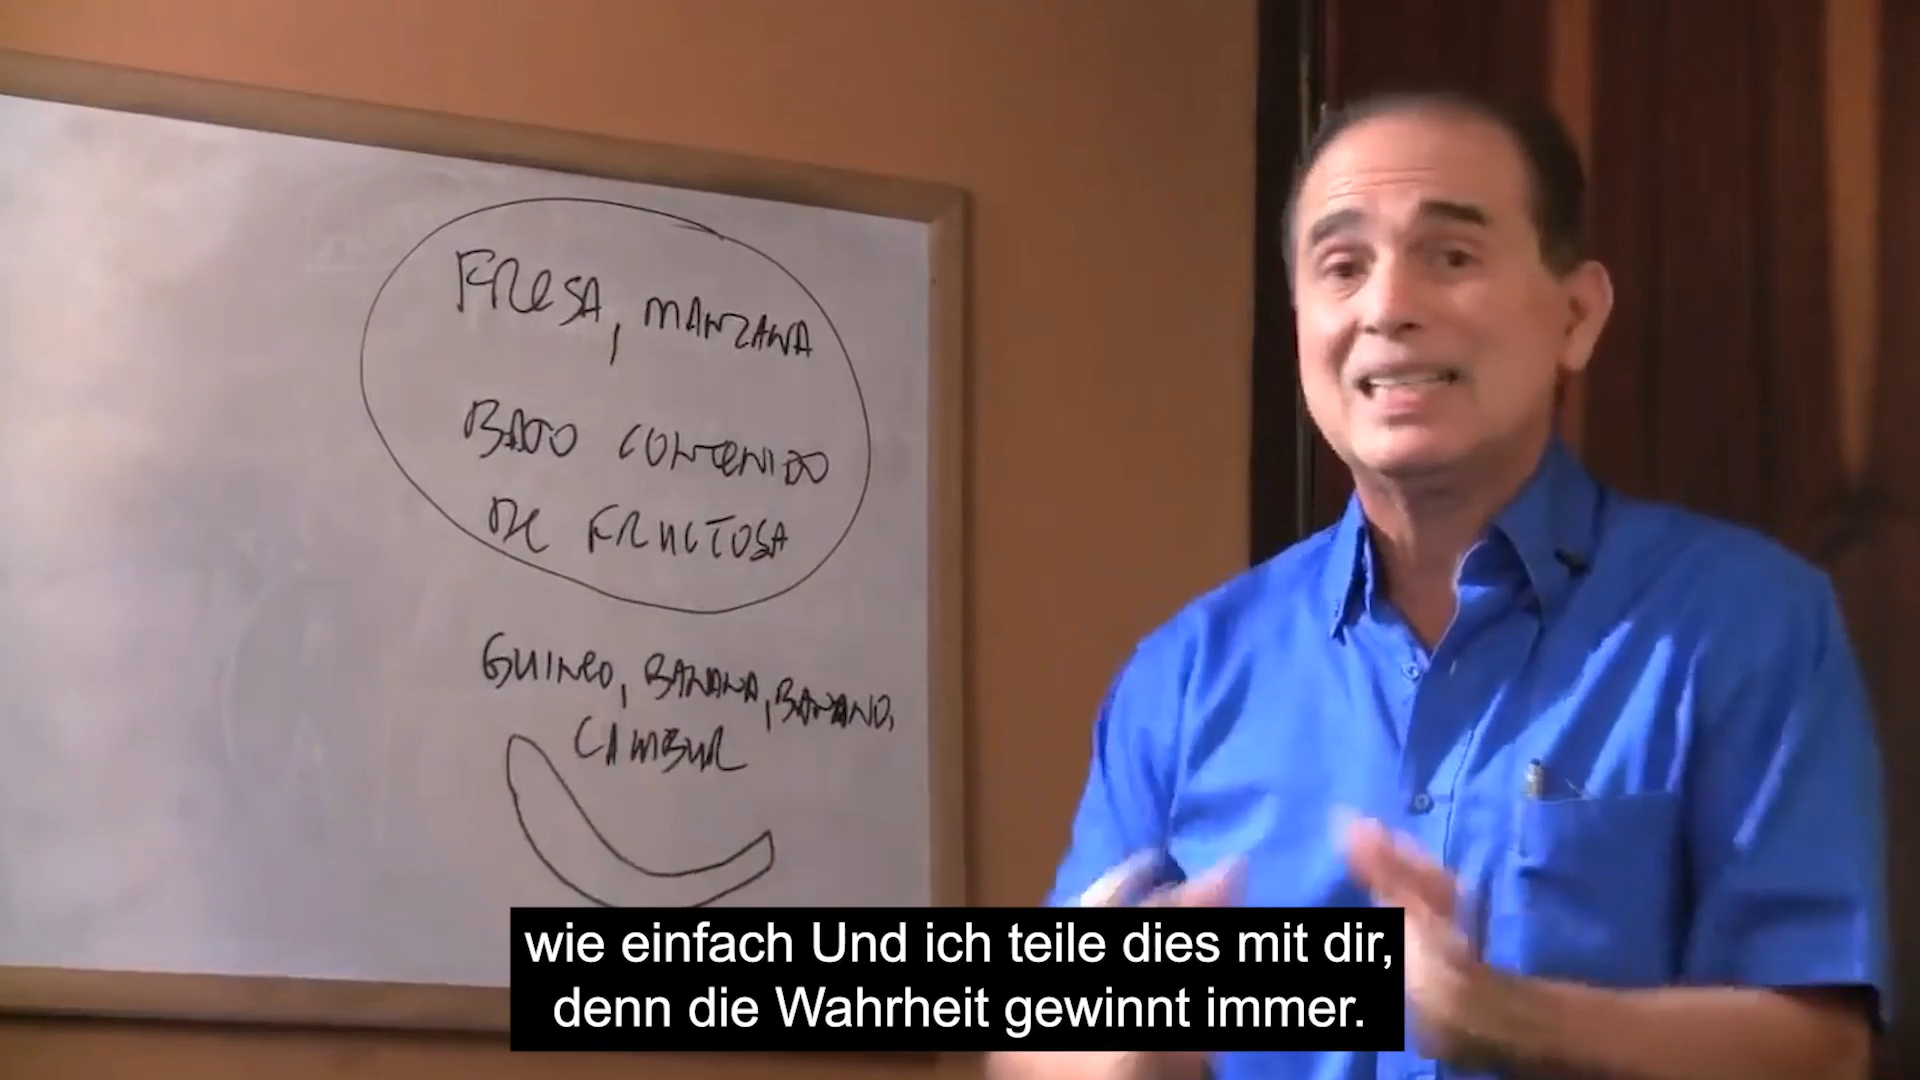 FRESA, MANZANA
BAJO CONTENIDO
DE FRUCTOSA
GUINEO, BANANA, BANANO,
CAMBUR
wie einfach Und ich teile dies mit dir,
denn die Wahrheit gewinnt immer.